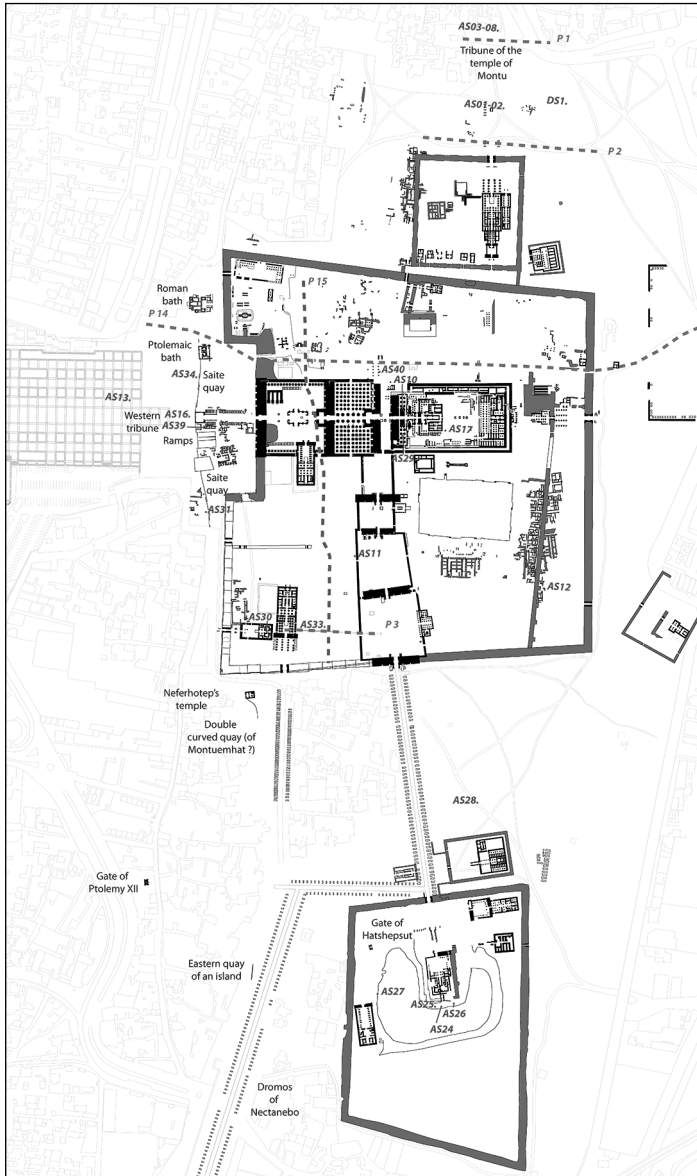 AS03-08.
P 1
Tribune of the
temple of
Montu
AS01-02.
DS1.
P 2
P 15
Roman
bath
P 14
Ptolemaic
bath
AS34.
Saite
quay
AS40
AS10
AS13.
AS16.
Western
tribune
AS39
AS17
Ramps
AS29
Saite
quay
AS31
AS11
AS12
AS30
AS33.
P 3
Neferhotep's
temple
Double
curved quay (of
Montuemhat ?)
AS28.
Gate of
Ptolemy XII
Gate of
Hatshepsut
Eastern quay
of an island
AS27
AS25.
AS26
AS24
Dromos
of
Nectanebo